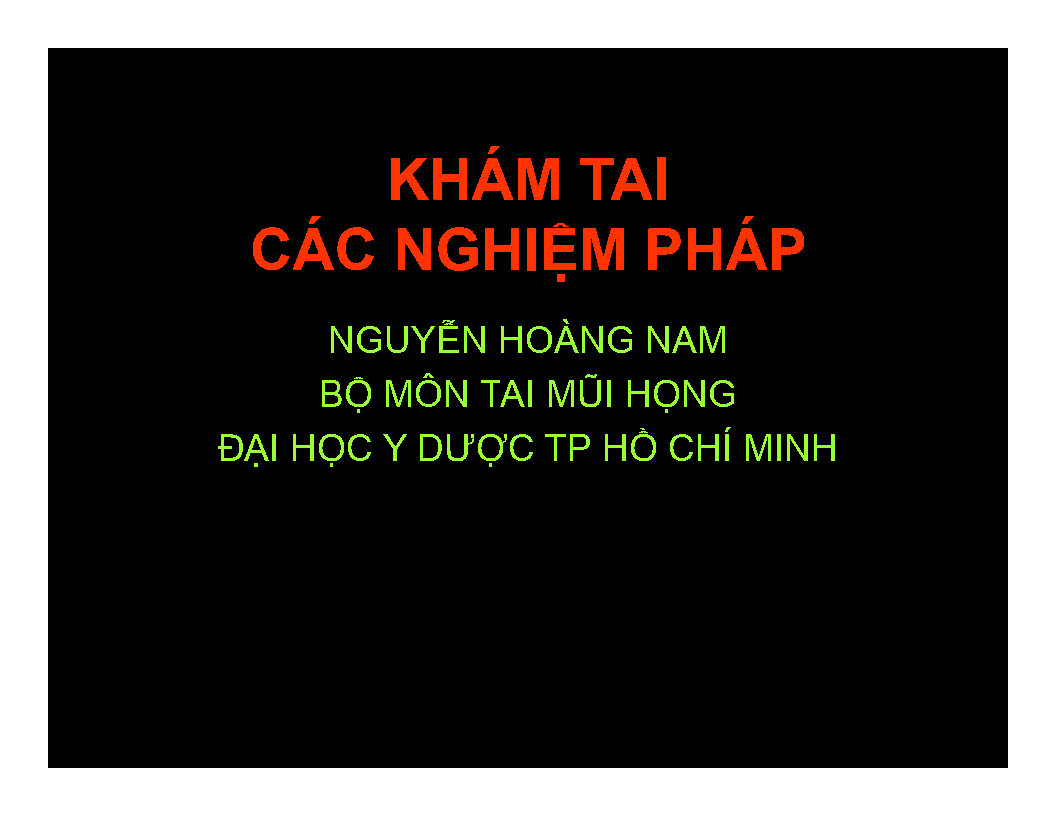 KHÁM TAI
CÁC NGHIỆM PHÁP
NGUYỄN HOÀNG NAM
BỘ MÔN TAI MŨI HỌNG
ĐẠI HỌC Y DƯỢC TP HỒ CHÍ MINH